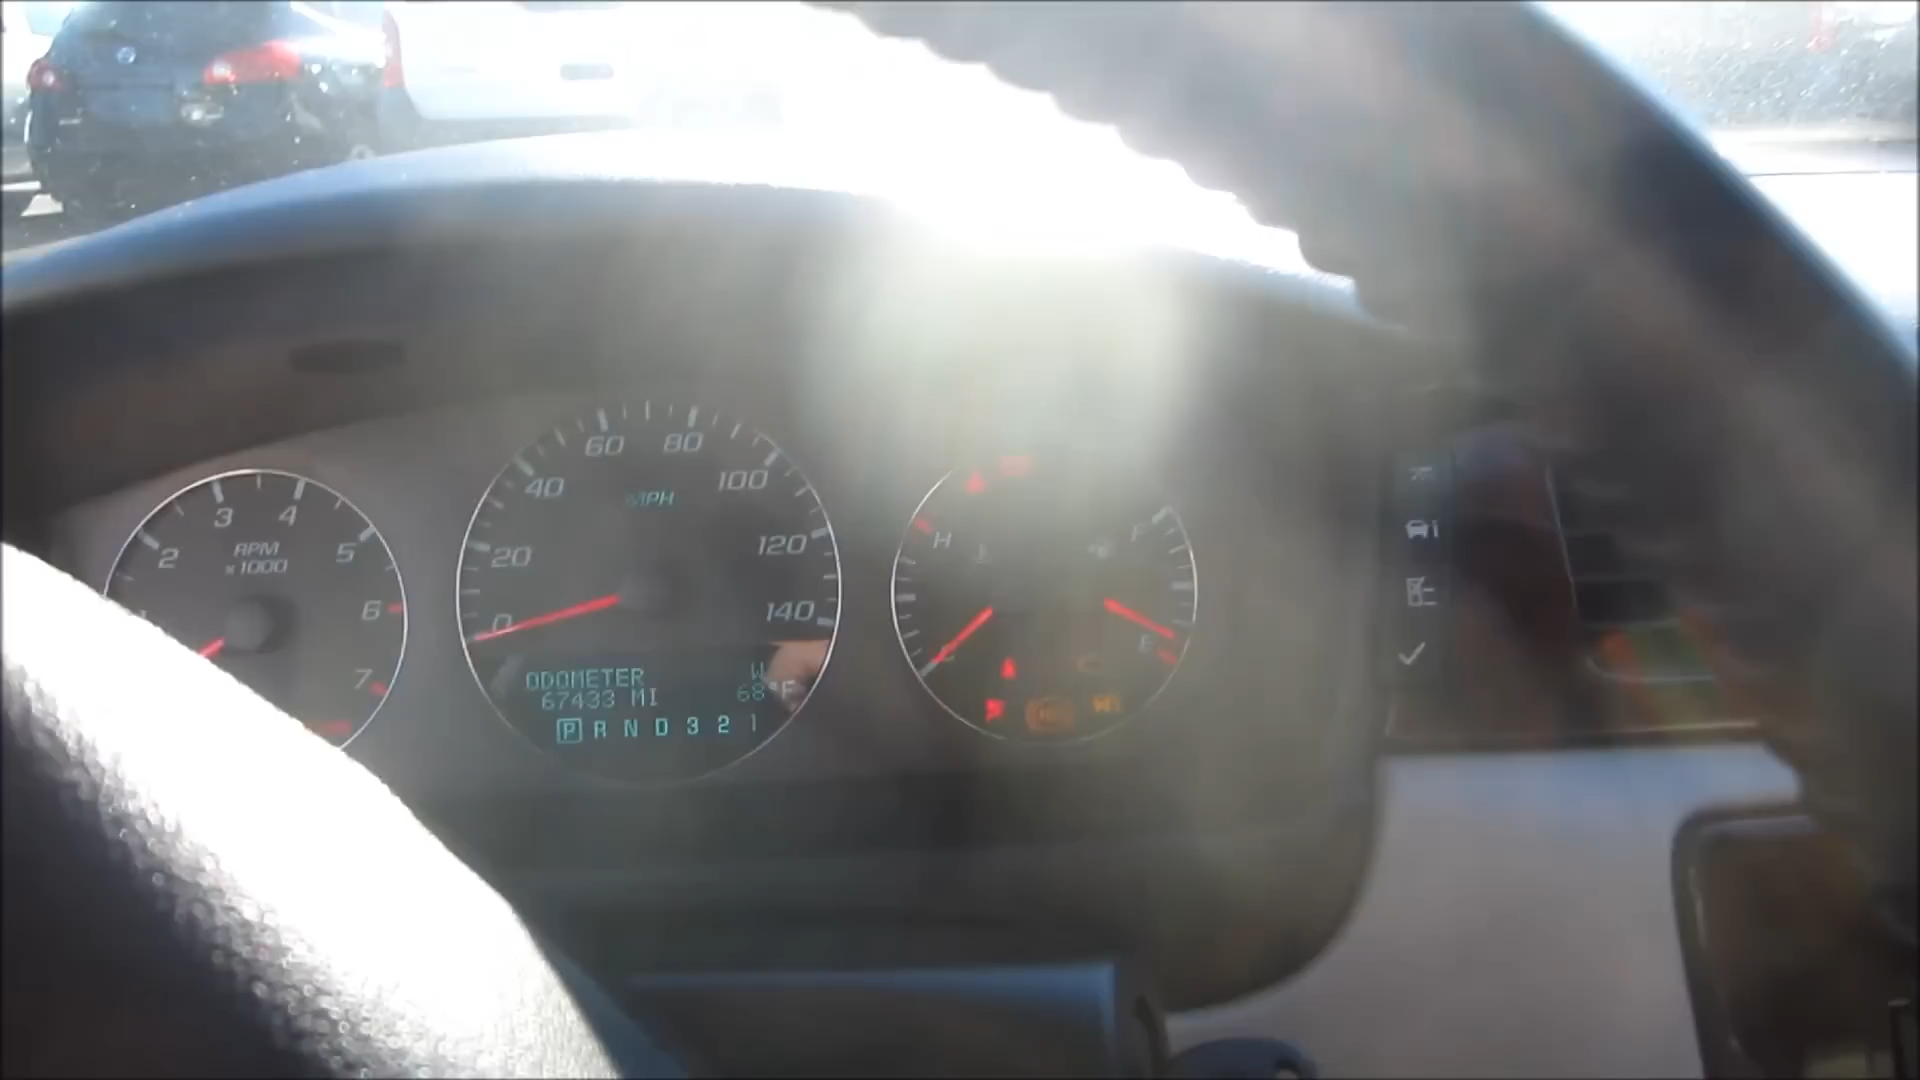 60 80
40 100
MPH
3 4
2 5
RPM
x1000
20 120
6 140
0
7
H F
C E
ODOMETER W
67433 MI 68°F
P R N D 3 2 1
i